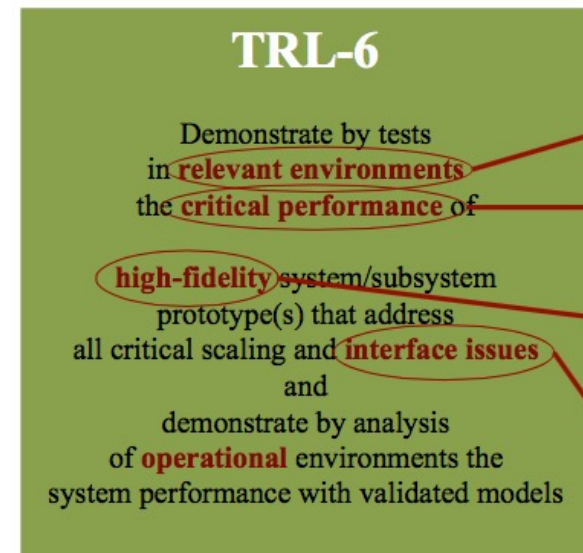 TRL-6
Demonstrate by tests
in relevant environments
the critical performance of
high-fidelity system/subsystem
prototype(s) that address
all critical scaling and interface issues
and
demonstrate by analysis
of operational environments the
system performance with validated models